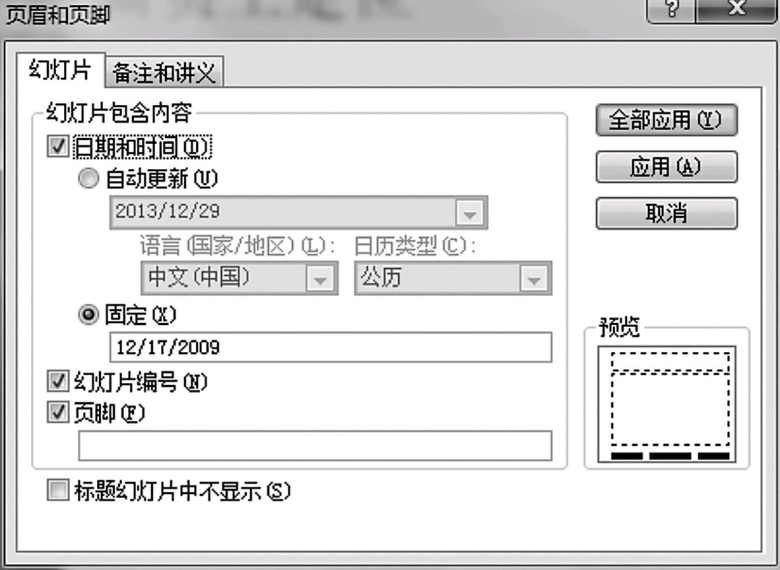 页眉和页脚
幻灯片 备注和讲义
幻灯片包含内容
日期和时间(D)
自动更新(U)
2013/12/29
语言(国家/地区)(L): 日历类型(C):
中文(中国) 公历
固定(X)
12/17/2009
幻灯片编号(N)
页脚(F)
标题幻灯片中不显示(S)
全部应用(Y)
应用(A)
取消
预览